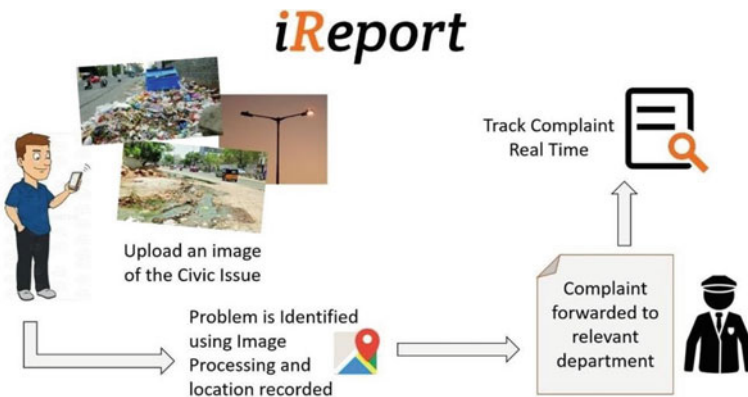 iReport
Upload an image
of the Civic Issue
Problem is Identified
using Image
Processing and
location recorded
Complaint
forwarded to
relevant
department
Track Complaint
Real Time